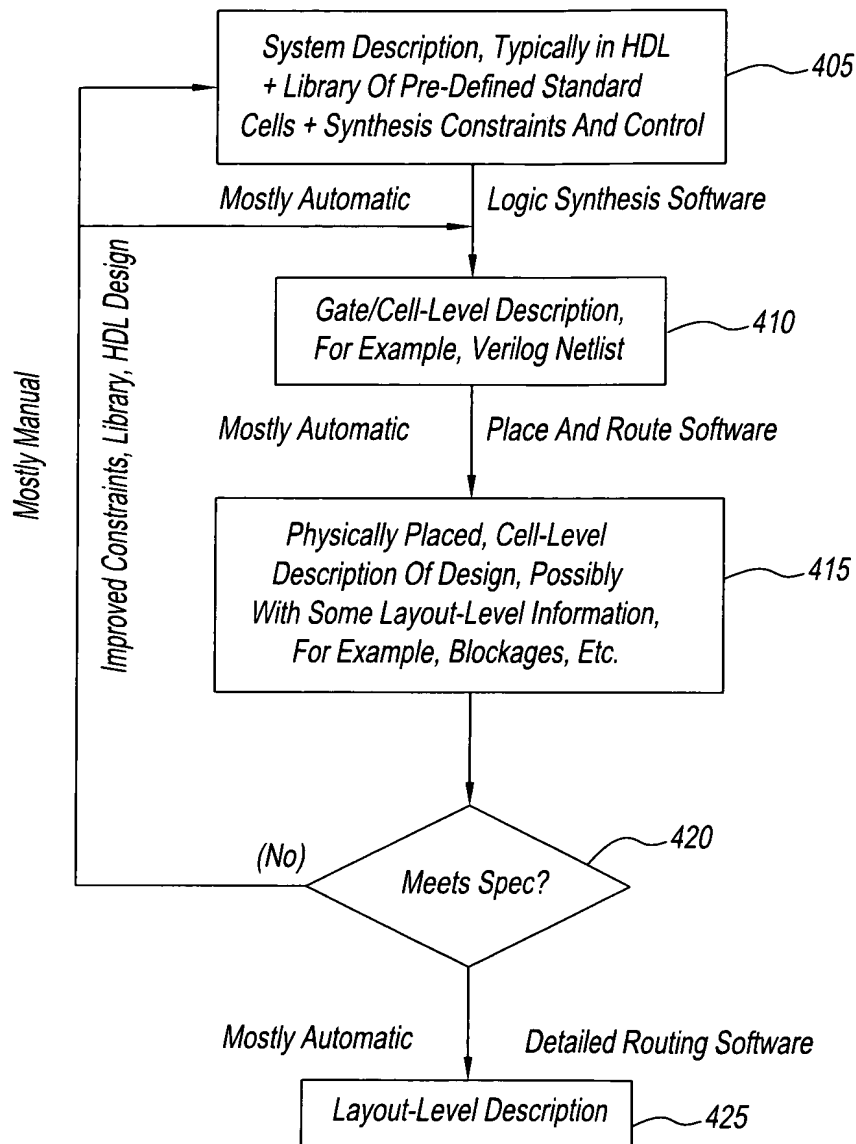 System Description, Typically in HDL
+ Library Of Pre-Defined Standard
Cells + Synthesis Constraints And Control
405
Mostly Automatic
Logic Synthesis Software
Gate/Cell-Level Description,
For Example, Verilog Netlist
410
Mostly Automatic
Place And Route Software
Mostly Manual
Improved Constraints, Library, HDL Design
Physically Placed, Cell-Level
Description Of Design, Possibly
With Some Layout-Level Information,
For Example, Blockages, Etc.
415
(No)
Meets Spec?
420
Mostly Automatic
Detailed Routing Software
Layout-Level Description
425